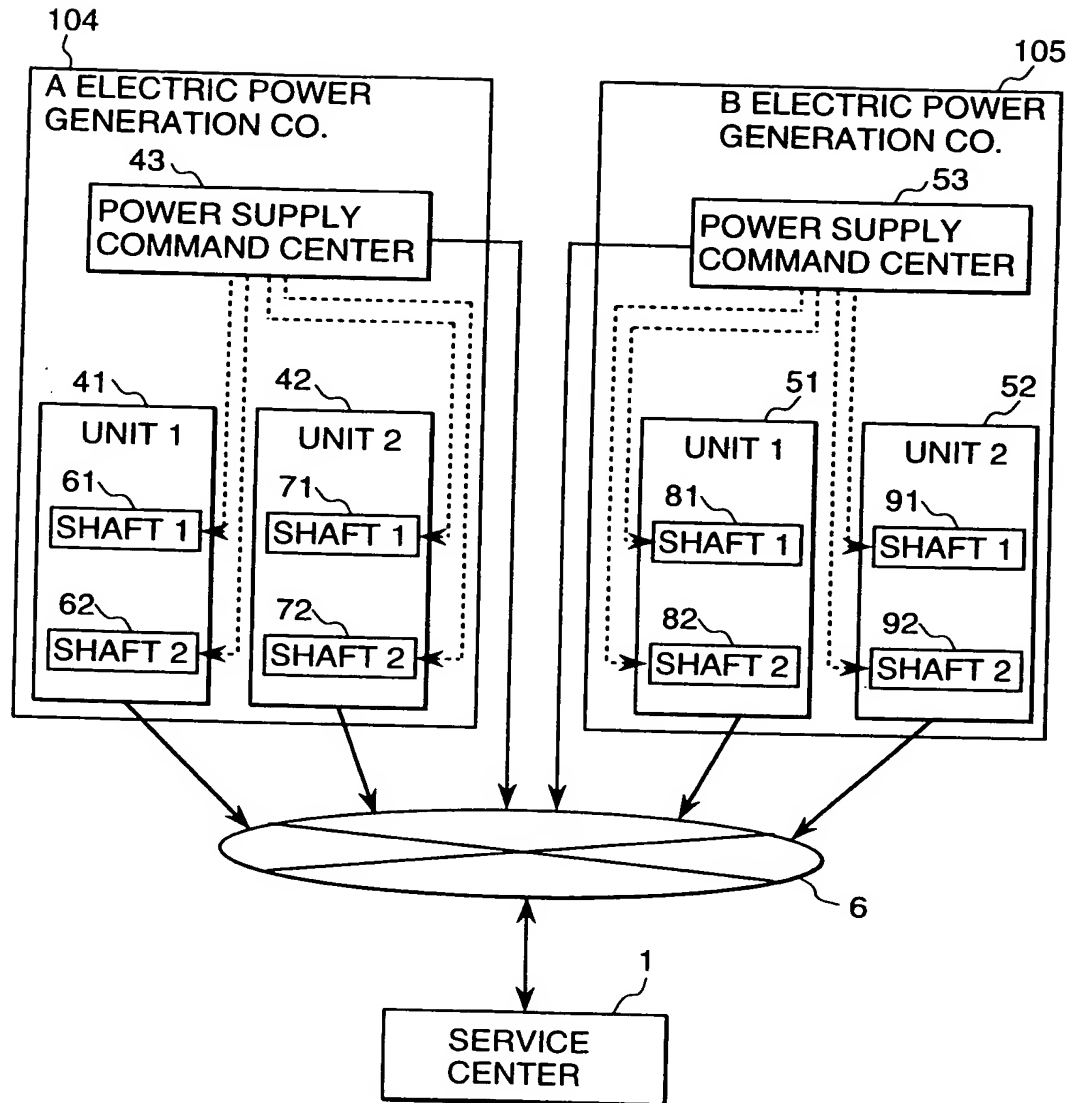 104
A ELECTRIC POWER
GENERATION CO.
43
POWER SUPPLY
COMMAND CENTER
41
UNIT 1
61
SHAFT 1
62
SHAFT 2
42
UNIT 2
71
SHAFT 1
72
SHAFT 2
105
B ELECTRIC POWER
GENERATION CO.
53
POWER SUPPLY
COMMAND CENTER
51
UNIT 1
81
SHAFT 1
82
SHAFT 2
52
UNIT 2
91
SHAFT 1
92
SHAFT 2
6
1
SERVICE
CENTER